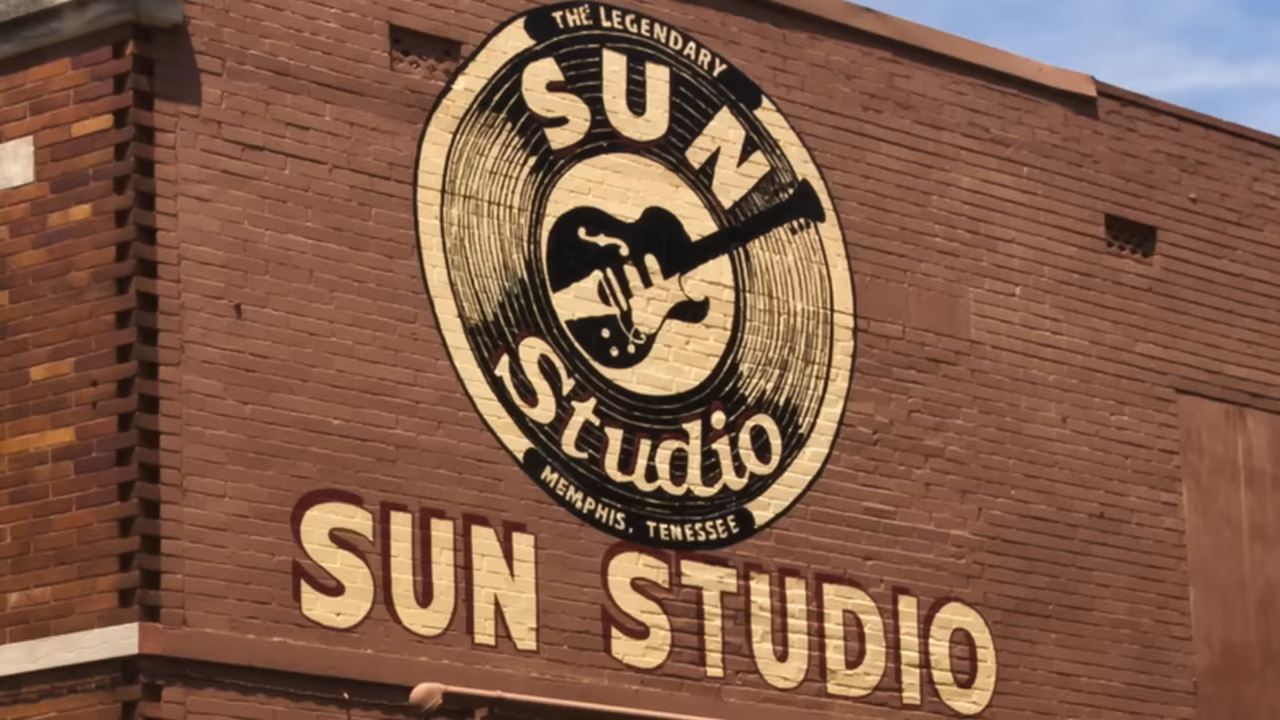 THE LEGENDARY
SUN
Studio
MEMPHIS, TENESSEE
SUN STUDIO